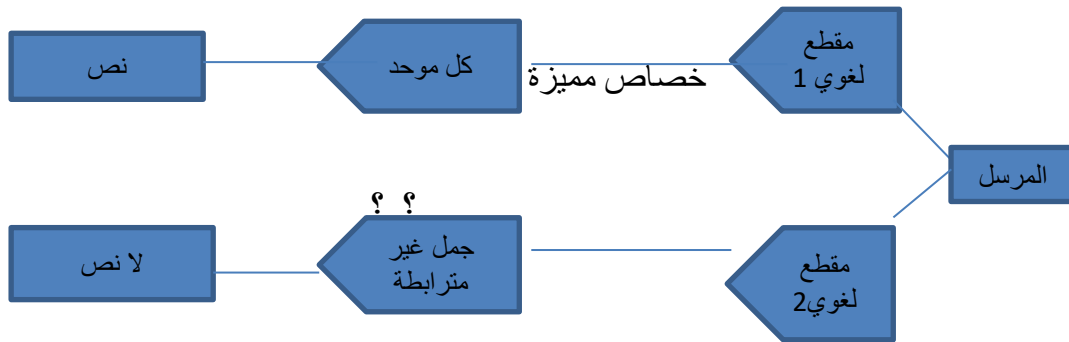 مقطع
لغوي 1
خصاص مميزة
كل موحد
نص
المرسل
؟ ؟
مقطع
لغوي2
جمل غير
مترابطة
لا نص